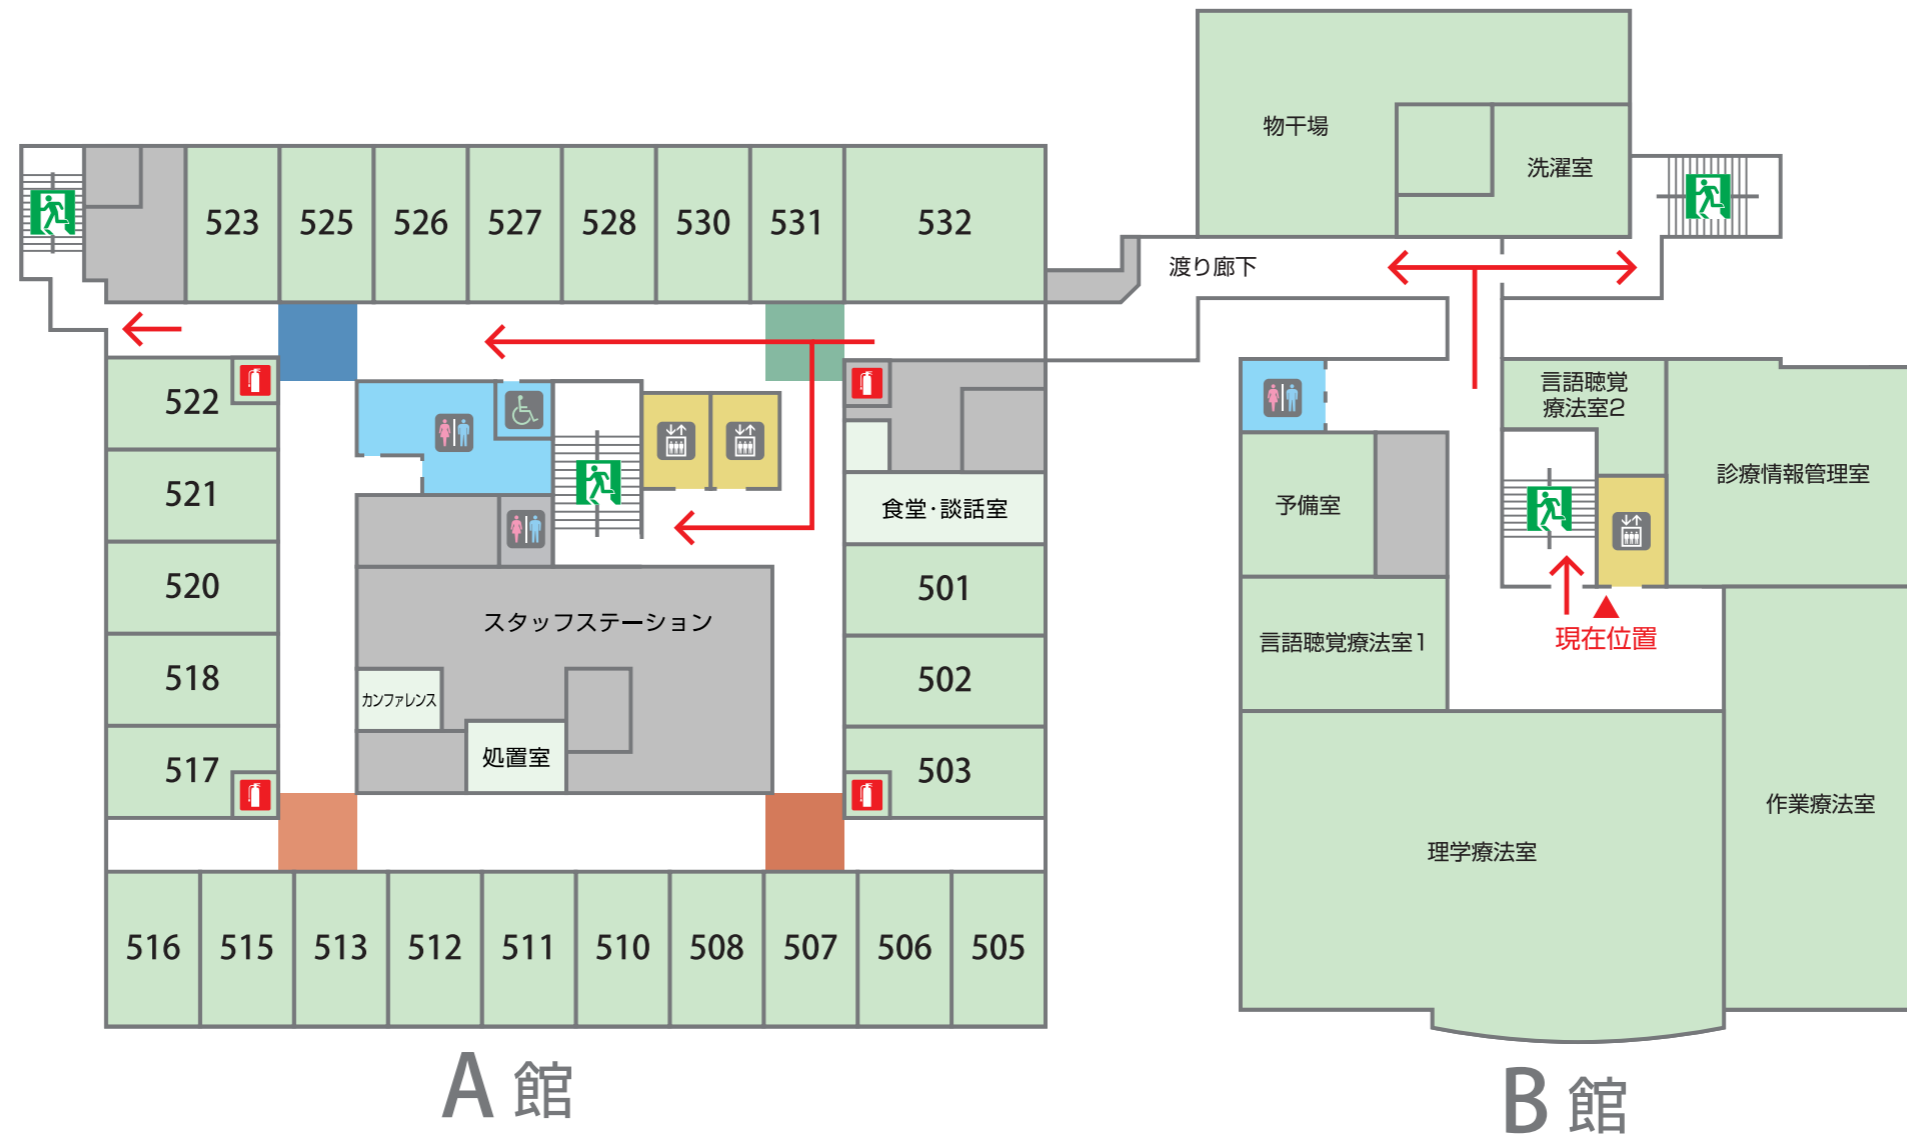 物干場
洗濯室
523
525
526
527
528
530
531
532
渡り廊下
522
521
520
518
517
食堂・談話室
501
502
503
スタッフステーション
カンファレンス
処置室
516
515
513
512
511
510
508
507
506
505
A 館
言語聴覚
療法室2
診療情報管理室
予備室
言語聴覚療法室1
現在位置
作業療法室
理学療法室
B 館